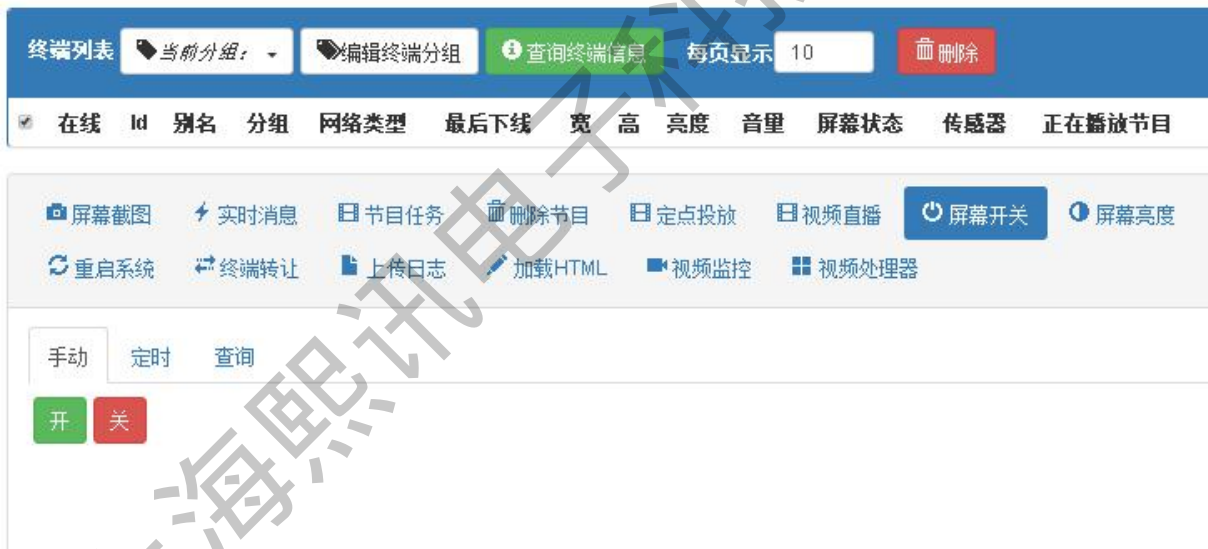 终端列表 当前分组: 编辑终端分组 查询终端信息 每页显示 10 删除
在线 Id 别名 分组 网络类型 最后下线 宽 高 亮度 音量 屏幕状态 传感器 正在播放节目
屏幕截图 实时消息 节目任务 删除节目 定点投放 视频直播 屏幕开关 屏幕亮度
重启系统 终端转让 上传日志 加载HTML 视频监控 视频处理器
手动 定时 查询
开 关
海熙讯电子科技